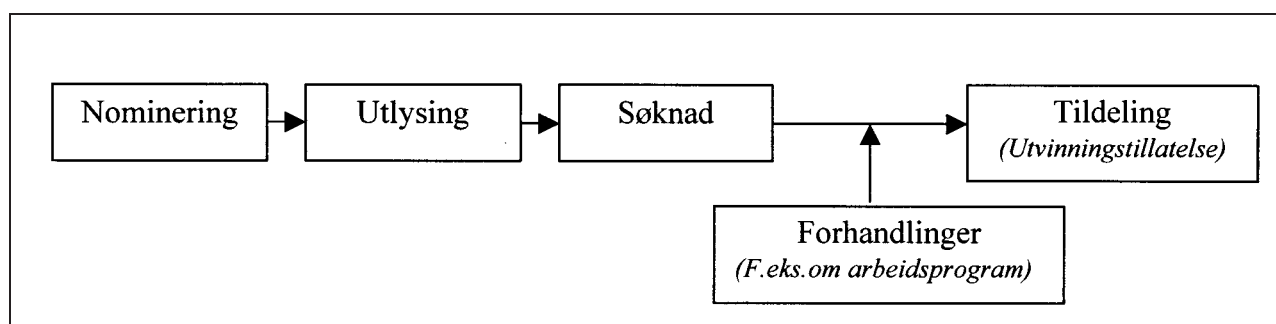 Nominering
Utlysing
Søknad
Tildeling
(Utvinningstillatelse)
Forhandlinger
(F.eks.om arbeidsprogram)